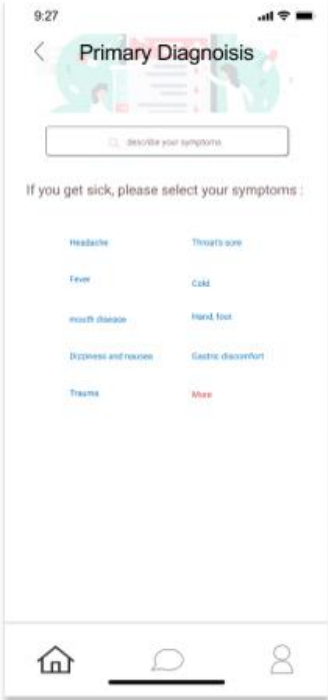 9:27
Primary Diagnoisis
describe your symptoms
If you get sick, please select your symptoms :
Headache
Throat's sore
Fever
Cold
mouth disease
Hand, foot
Dizziness and nausea
Gastric discomfort
Trauma
More